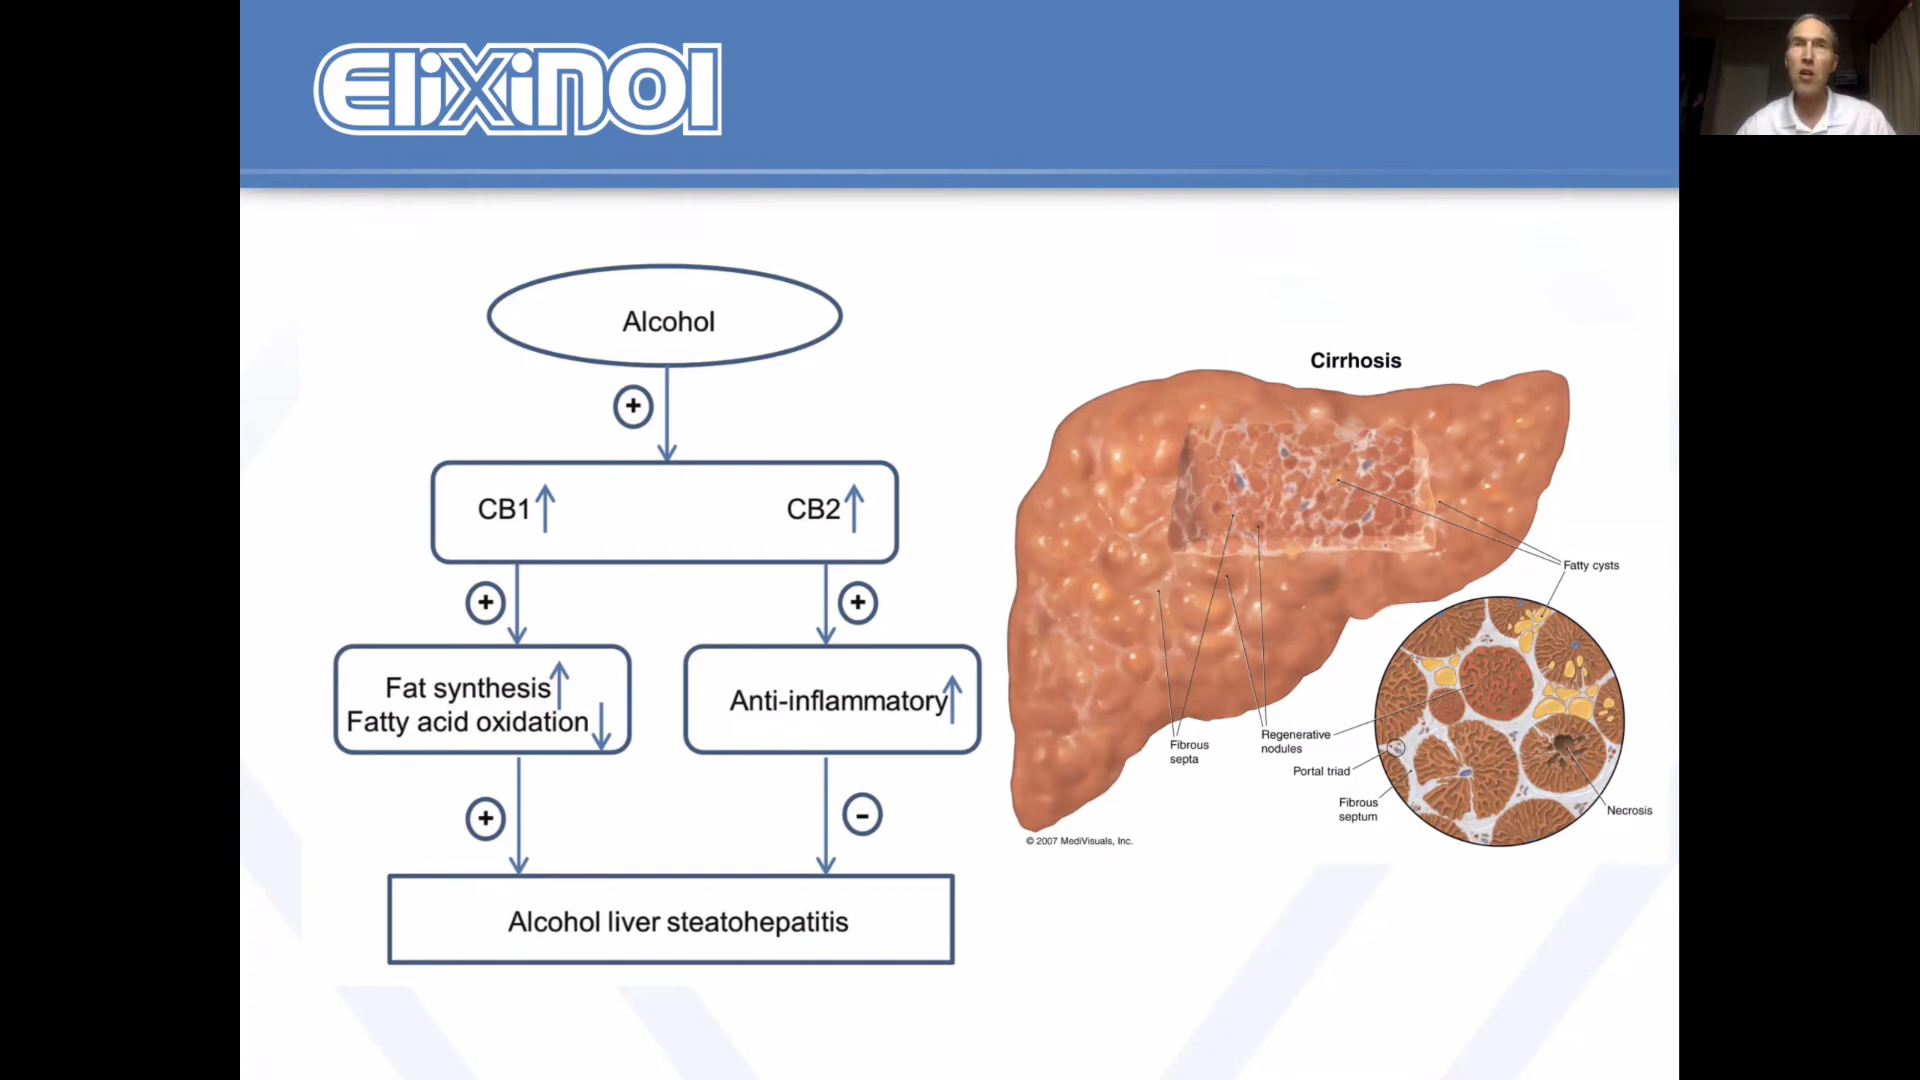 Elixinol
Alcohol
+
CB1↑ CB2↑
+ +
Fat synthesis↑
Fatty acid oxidation↓
Anti-inflammatory↑
+ -
Alcohol liver steatohepatitis
Cirrhosis
Fatty cysts
Fibrous
septa
Regenerative
nodules
Portal triad
Fibrous
septum
Necrosis
© 2007 MediVisuals, Inc.